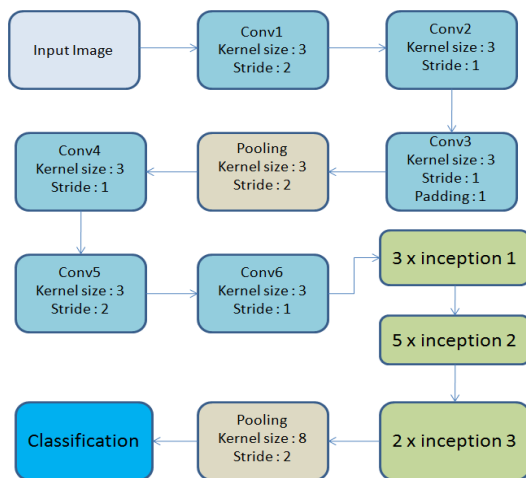 Input Image
Conv1
Kernel size : 3
Stride : 2
Conv2
Kernel size : 3
Stride : 1
Conv3
Kernel size : 3
Stride : 1
Padding : 1
Pooling
Kernel size : 3
Stride : 2
Conv4
Kernel size : 3
Stride : 1
Conv5
Kernel size : 3
Stride : 2
Conv6
Kernel size : 3
Stride : 1
3 x inception 1
5 x inception 2
2 x inception 3
Pooling
Kernel size : 8
Stride : 2
Classification